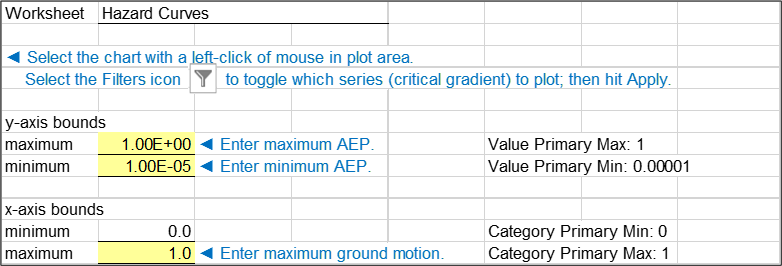 Worksheet Hazard Curves
◄ Select the chart with a left-click of mouse in plot area.
Select the Filters icon to toggle which series (critical gradient) to plot; then hit Apply.
y-axis bounds
maximum 1.00E+00 ◄ Enter maximum AEP. Value Primary Max: 1
minimum 1.00E-05 ◄ Enter minimum AEP. Value Primary Min: 0.00001
x-axis bounds
minimum 0.0 Category Primary Min: 0
maximum 1.0 ◄ Enter maximum ground motion. Category Primary Max: 1